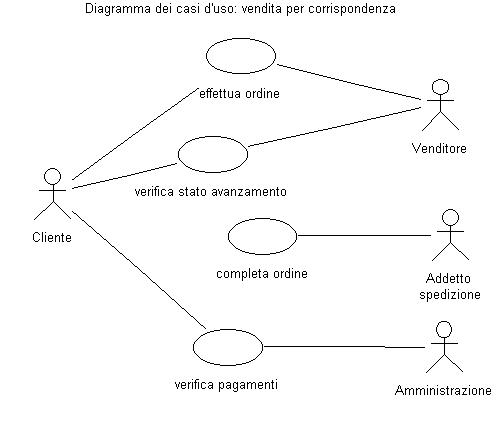 Diagramma dei casi d'uso: vendita per corrispondenza
effettua ordine
Venditore
verifica stato avanzamento
Cliente
completa ordine
Addetto
spedizione
verifica pagamenti
Amministrazione